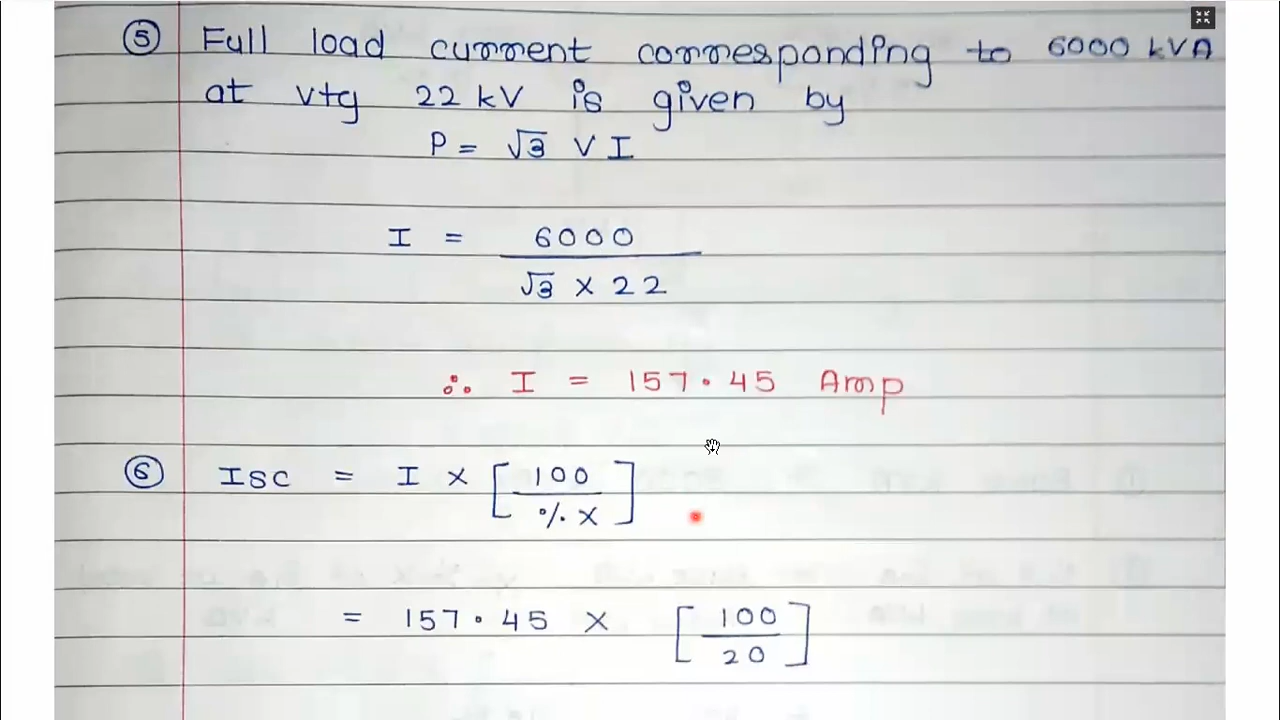 5 Full load current corresponding to 6000 kVA
at vtg 22 kV is given by
P = √3 V I
I = 6000
√3 × 22
∴ I = 157.45 Amp
6 ISC = I × [100 / % X]
= 157.45 × [100 / 20]